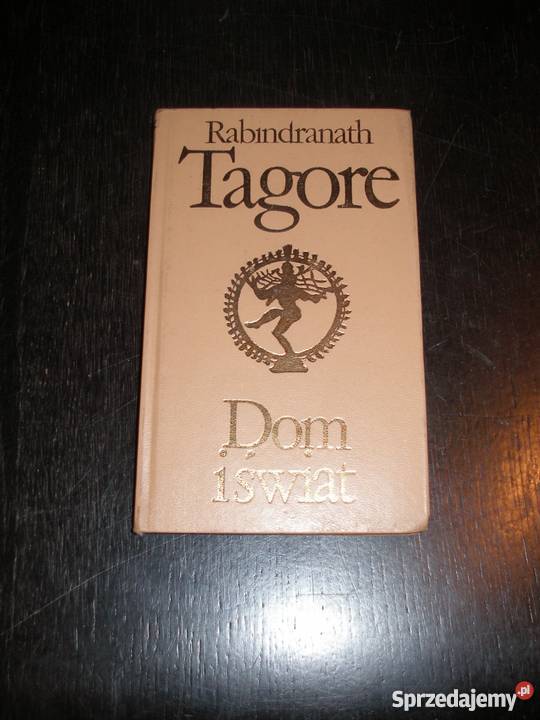 Rabindranath
Tagore
Dom
i świat
Sprzedajemy.pl